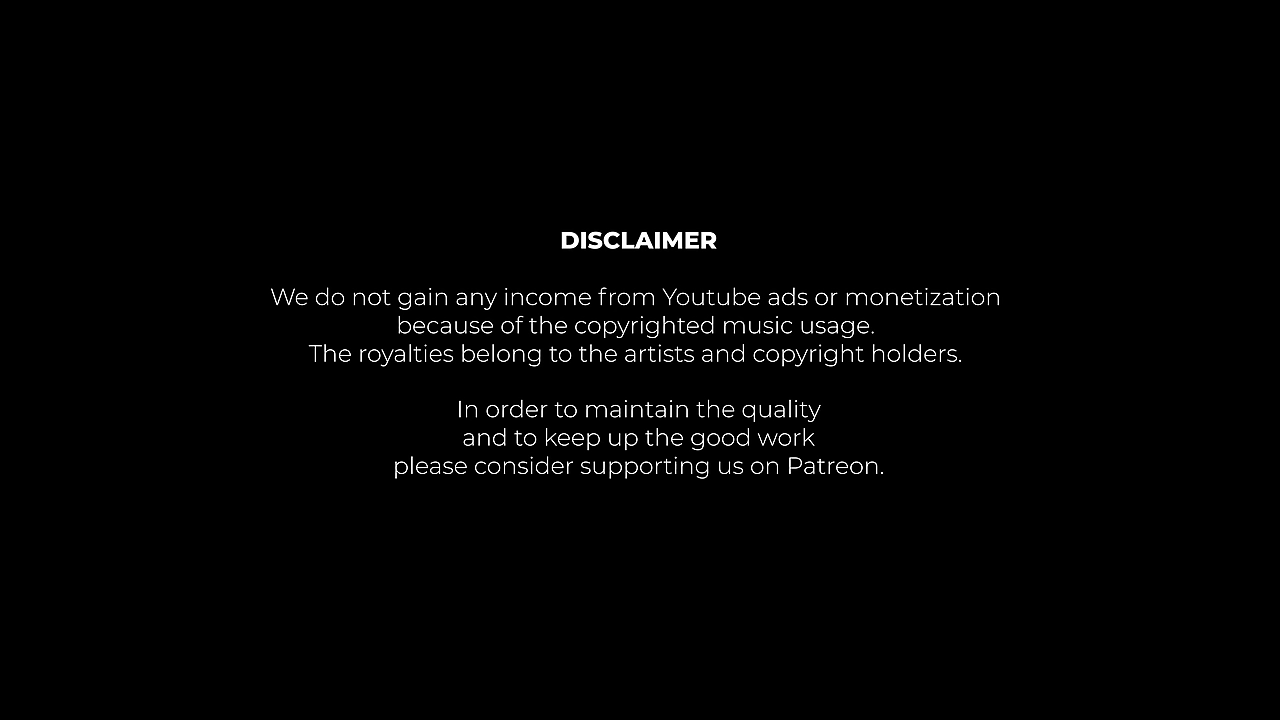 DISCLAIMER
We do not gain any income from Youtube ads or monetization
because of the copyrighted music usage.
The royalties belong to the artists and copyright holders.
In order to maintain the quality
and to keep up the good work
please consider supporting us on Patreon.